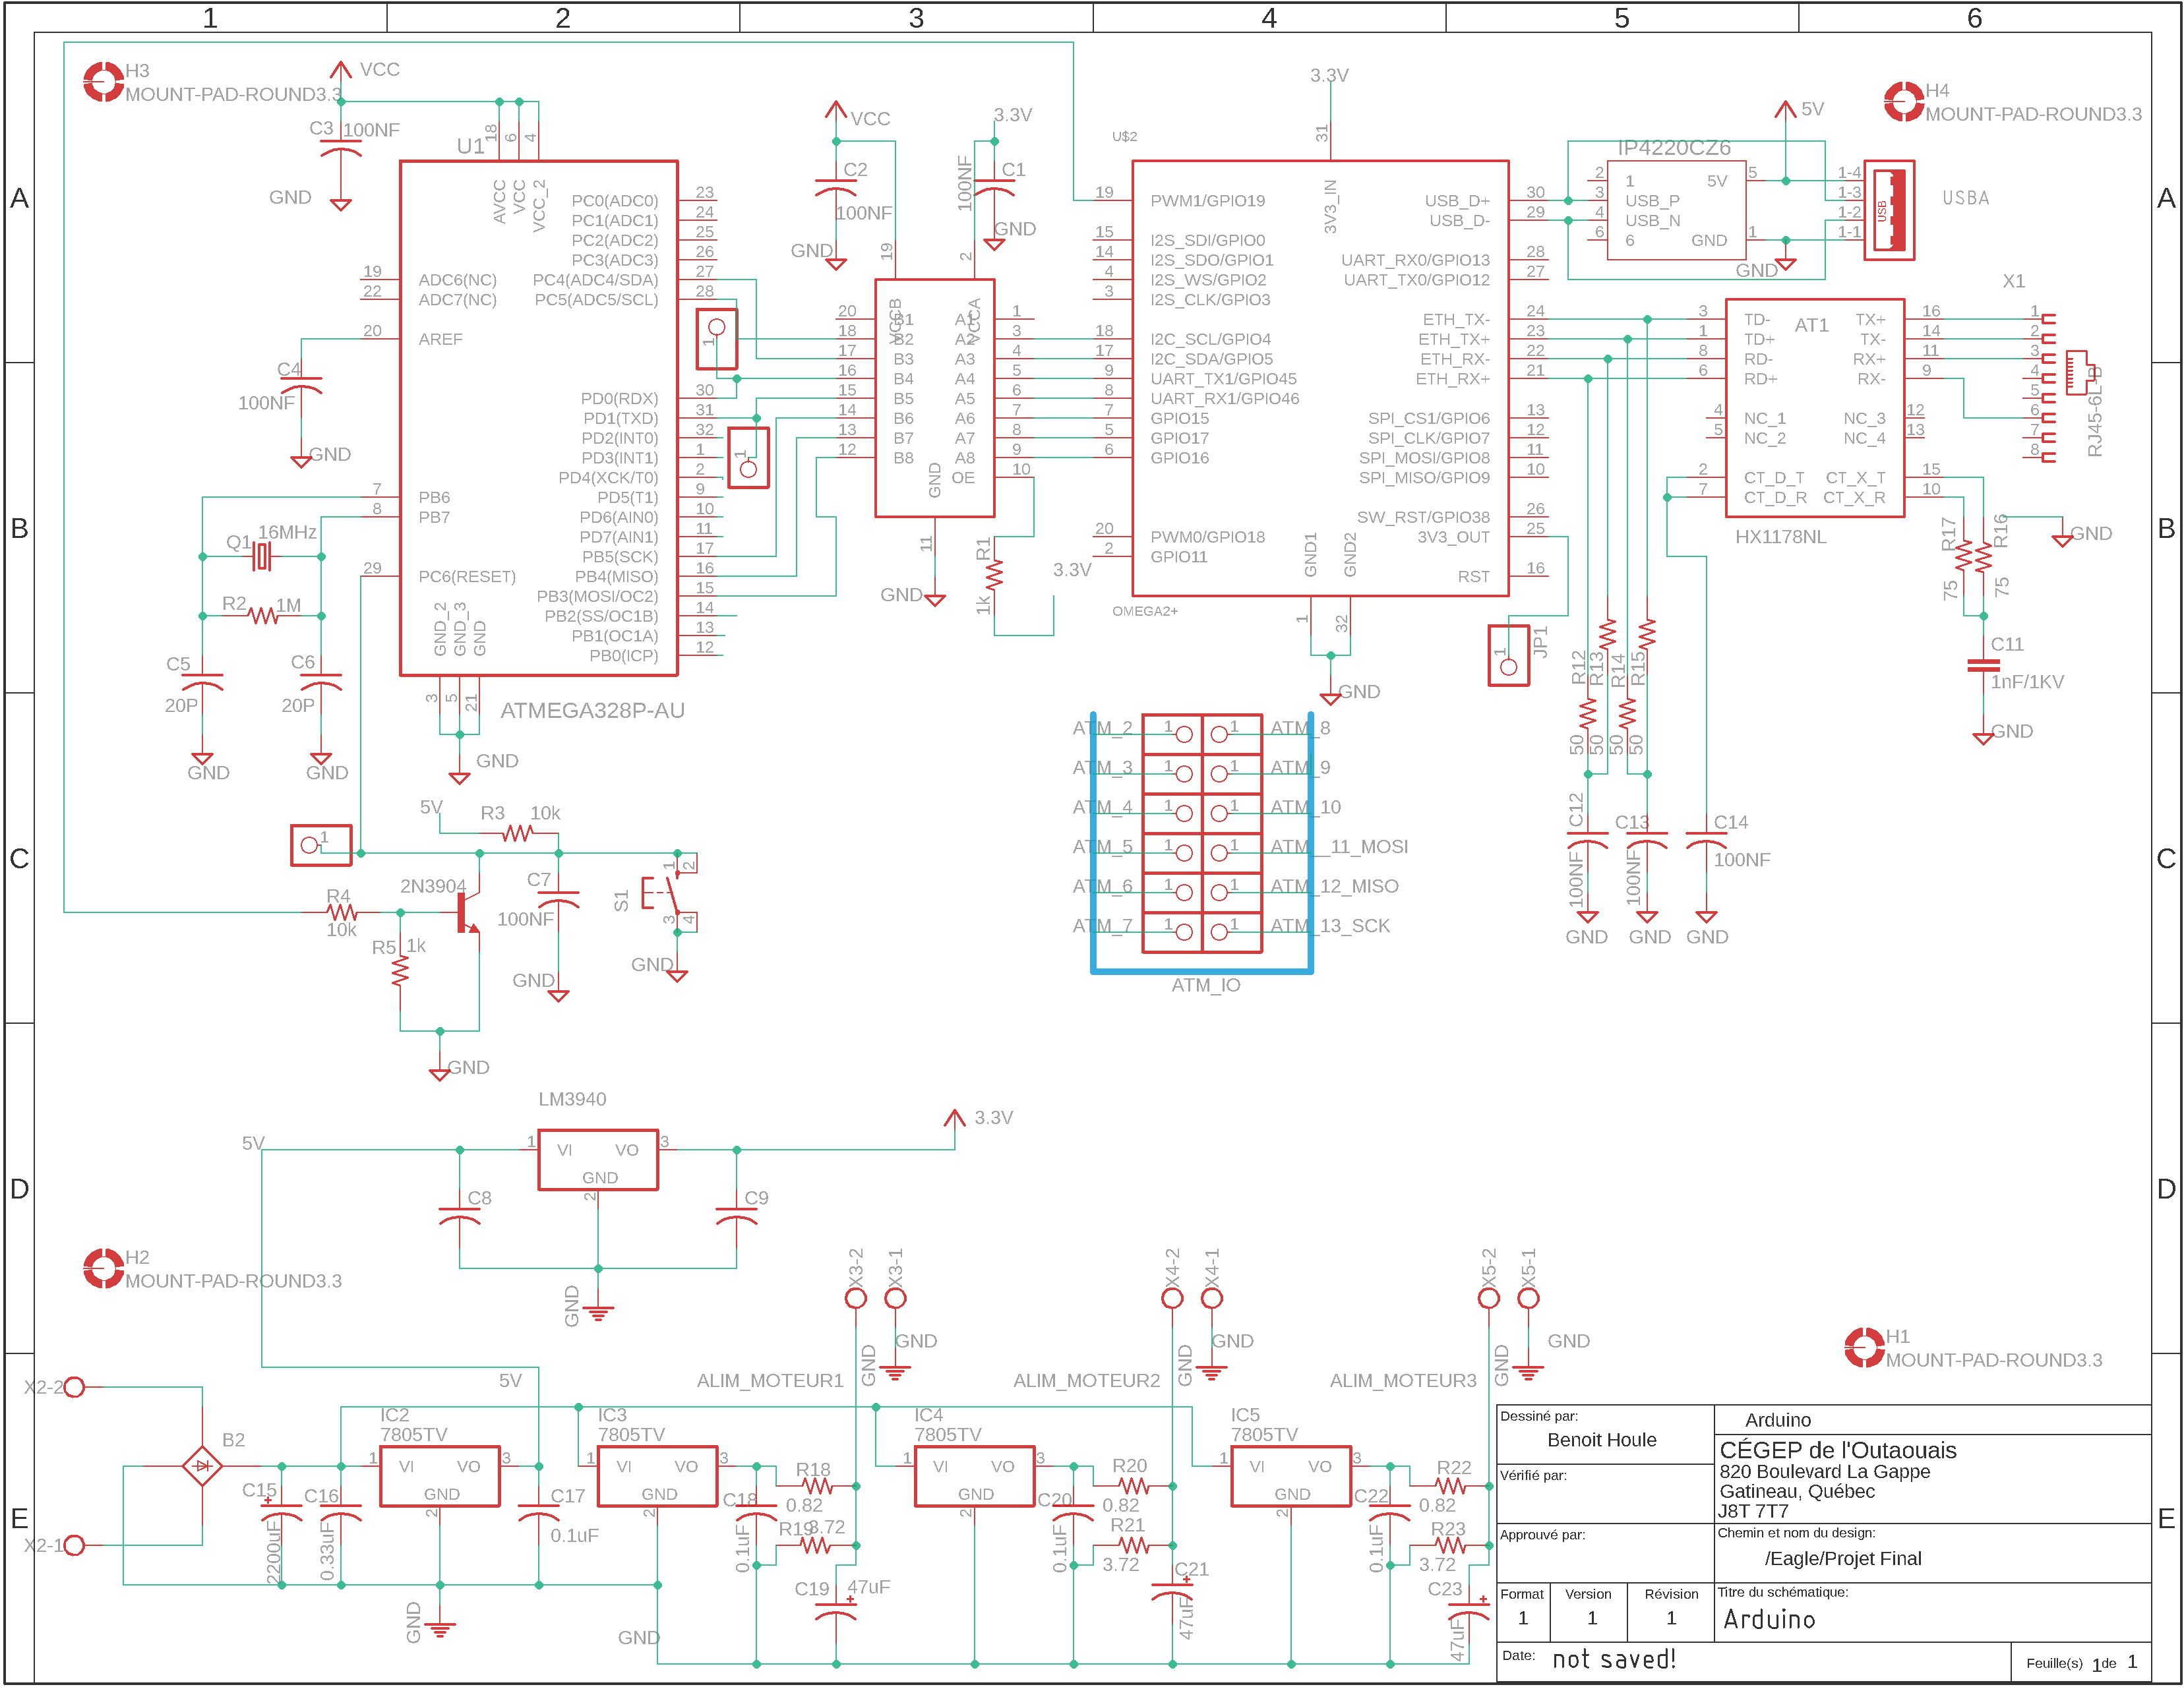 1 2 3 4 5 6
A A
B B
C C
D D
E E
H3
MOUNT-PAD-ROUND3.3
VCC
C3 100NF
GND
U1
18 6 4
AVCC VCC VCC_2
PC0(ADC0) 23
PC1(ADC1) 24
PC2(ADC2) 25
PC3(ADC3) 26
19 ADC6(NC) PC4(ADC4/SDA) 27
22 ADC7(NC) PC5(ADC5/SCL) 28
20 AREF
PD0(RDX) 30
PD1(TXD) 31
PD2(INT0) 32
PD3(INT1) 1
PD4(XCK/T0) 2
7 PB6 PD5(T1) 9
8 PB7 PD6(AIN0) 10
PD7(AIN1) 11
PB5(SCK) 17
29 PC6(RESET) PB4(MISO) 16
PB3(MOSI/OC2) 15
PB2(SS/OC1B) 14
PB1(OC1A) 13
PB0(ICP) 12
GND_2 GND_3 GND
3 5 21
ATMEGA328P-AU
GND
C4
100NF
GND
Q1 16MHz
R2 1M
C5 20P
C6 20P
GND GND
1
1
VCC
C2
100NF
GND
3.3V
100NF C1
GND
19 2
VCCB VCCA
20 B1 A1 1
18 B2 A2 3
17 B3 A3 4
16 B4 A4 5
15 B5 A5 6
14 B6 A6 7
13 B7 A7 8
12 B8 A8 9
GND OE 10
11
GND
R1 1k
3.3V
3.3V
U$2
31
3V3_IN
19 PWM1/GPIO19
15 I2S_SDI/GPIO0
14 I2S_SDO/GPIO1
4 I2S_WS/GPIO2
3 I2S_CLK/GPIO3
18 I2C_SCL/GPIO4
17 I2C_SDA/GPIO5
9 UART_TX1/GPIO45
8 UART_RX1/GPIO46
7 GPIO15
5 GPIO17
6 GPIO16
20 PWM0/GPIO18
2 GPIO11
USB_D+ 30
USB_D- 29
UART_RX0/GPIO13 28
UART_TX0/GPIO12 27
ETH_TX- 24
ETH_TX+ 23
ETH_RX- 22
ETH_RX+ 21
SPI_CS1/GPIO6 13
SPI_CLK/GPIO7 12
SPI_MOSI/GPIO8 11
SPI_MISO/GPIO9 10
SW_RST/GPIO38 26
3V3_OUT 25
RST 16
GND1 GND2
1 32
OMEGA2+
GND
JP1
1
5V
H4
MOUNT-PAD-ROUND3.3
IP4220CZ6
2 1 5V 5
3 USB_P
4 USB_N
6 6 GND 1
GND
1-4
1-3
1-2
1-1
USB
USBA
AT1
3 TD- TX+ 16
1 TD+ TX- 14
8 RD- RX+ 11
6 RD+ RX- 9
4 NC_1 NC_3 12
5 NC_2 NC_4 13
2 CT_D_T CT_X_T 15
7 CT_D_R CT_X_R 10
HX1178NL
X1
1
2
3
4
5
6
7
8
RJ45-6L-B
R17 R16
75 75
GND
C11
1nF/1KV
GND
R12 R13 R14 R15
50 50 50 50
C12 C13 C14
100NF 100NF 100NF
GND GND GND
ATM_2 1 1 ATM_8
ATM_3 1 1 ATM_9
ATM_4 1 1 ATM_10
ATM_5 1 1 ATM__11_MOSI
ATM_6 1 1 ATM_12_MISO
ATM_7 1 1 ATM_13_SCK
ATM_IO
5V
R3 10k
1
2N3904
R4
10k
R5 1k
C7
100NF
GND
S1
1 2
3 4
GND
GND
LM3940
5V
1 VI VO 3
GND
2
3.3V
C8 C9
GND
H2
MOUNT-PAD-ROUND3.3
H1
MOUNT-PAD-ROUND3.3
X3-2 X3-1
GND
GND
X4-2 X4-1
GND
GND
X5-2 X5-1
GND
GND
X2-2
X2-1
B2
5V
ALIM_MOTEUR1
ALIM_MOTEUR2
ALIM_MOTEUR3
IC2
7805TV
1 VI VO 3
GND
2
IC3
7805TV
1 VI VO 3
GND
2
IC4
7805TV
1 VI VO 3
GND
2
IC5
7805TV
1 VI VO 3
GND
2
C15 2200uF
C16 0.33uF
C17 0.1uF
GND
GND
C18 0.1uF
R18
0.82
R19 3.72
C19 47uF
C20 0.1uF
R20
0.82
R21
3.72
C21 47uF
C22 0.1uF
R22
0.82
R23
3.72
C23 47uF
Dessiné par:
Benoit Houle
Arduino
CÉGEP de l'Outaouais
820 Boulevard La Gappe
Gatineau, Québec
J8T 7T7
Vérifié par:
Approuvé par:
Chemin et nom du design:
/Eagle/Projet Final
Format Version Révision
1 1 1
Titre du schématique:
Arduino
Date: not saved!
Feuille(s) 1de 1